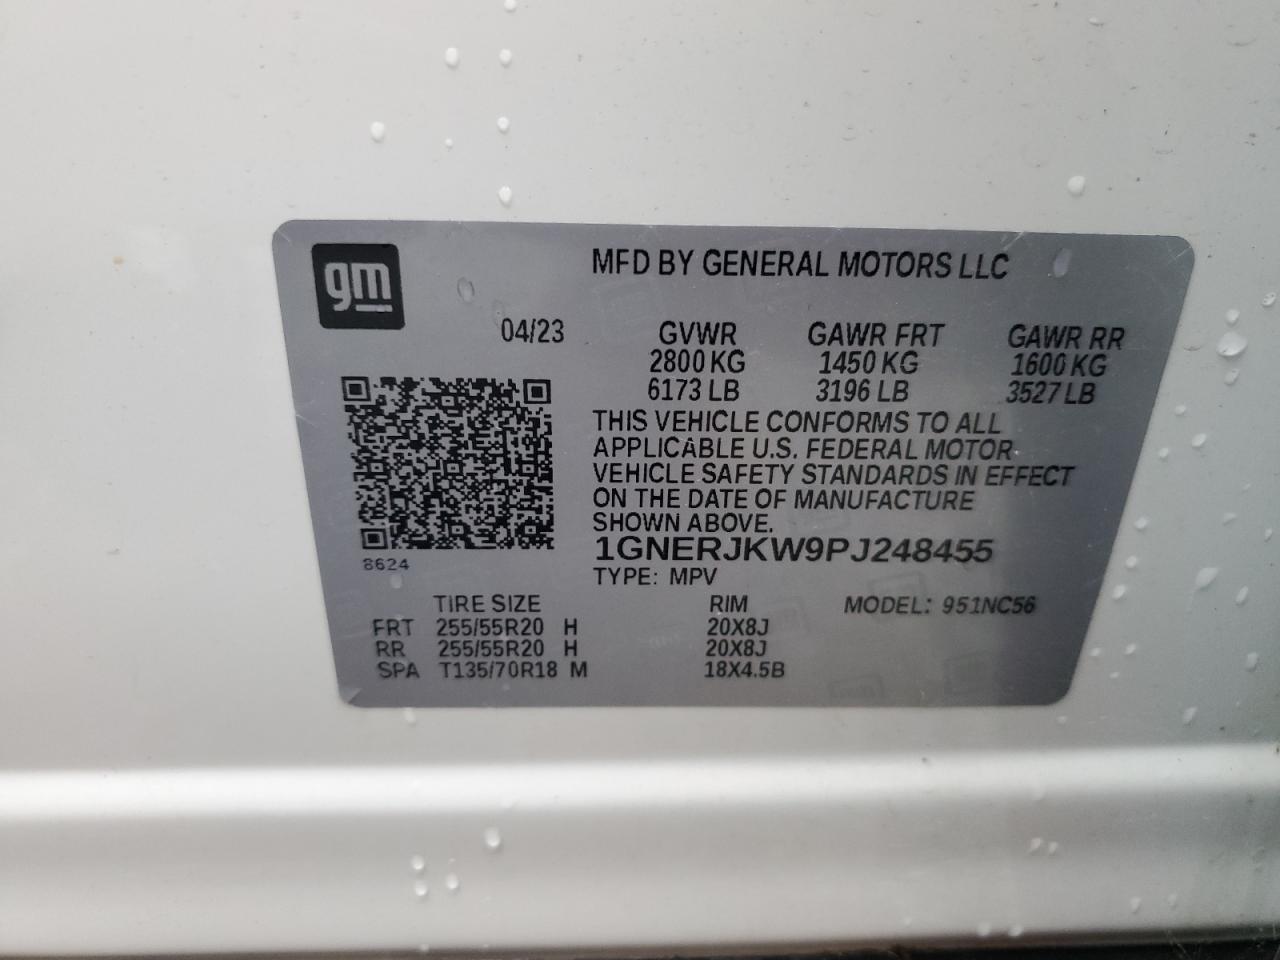 gm
MFD BY GENERAL MOTORS LLC
04/23 GVWR GAWR FRT GAWR RR
2800 KG 1450 KG 1600 KG
6173 LB 3196 LB 3527 LB
THIS VEHICLE CONFORMS TO ALL
APPLICABLE U.S. FEDERAL MOTOR
VEHICLE SAFETY STANDARDS IN EFFECT
ON THE DATE OF MANUFACTURE
SHOWN ABOVE.
1GNERJKW9PJ248455
8624
TYPE: MPV
TIRE SIZE RIM MODEL: 951NC56
FRT 255/55R20 H 20X8J
RR 255/55R20 H 20X8J
SPA T135/70R18 M 18X4.5B